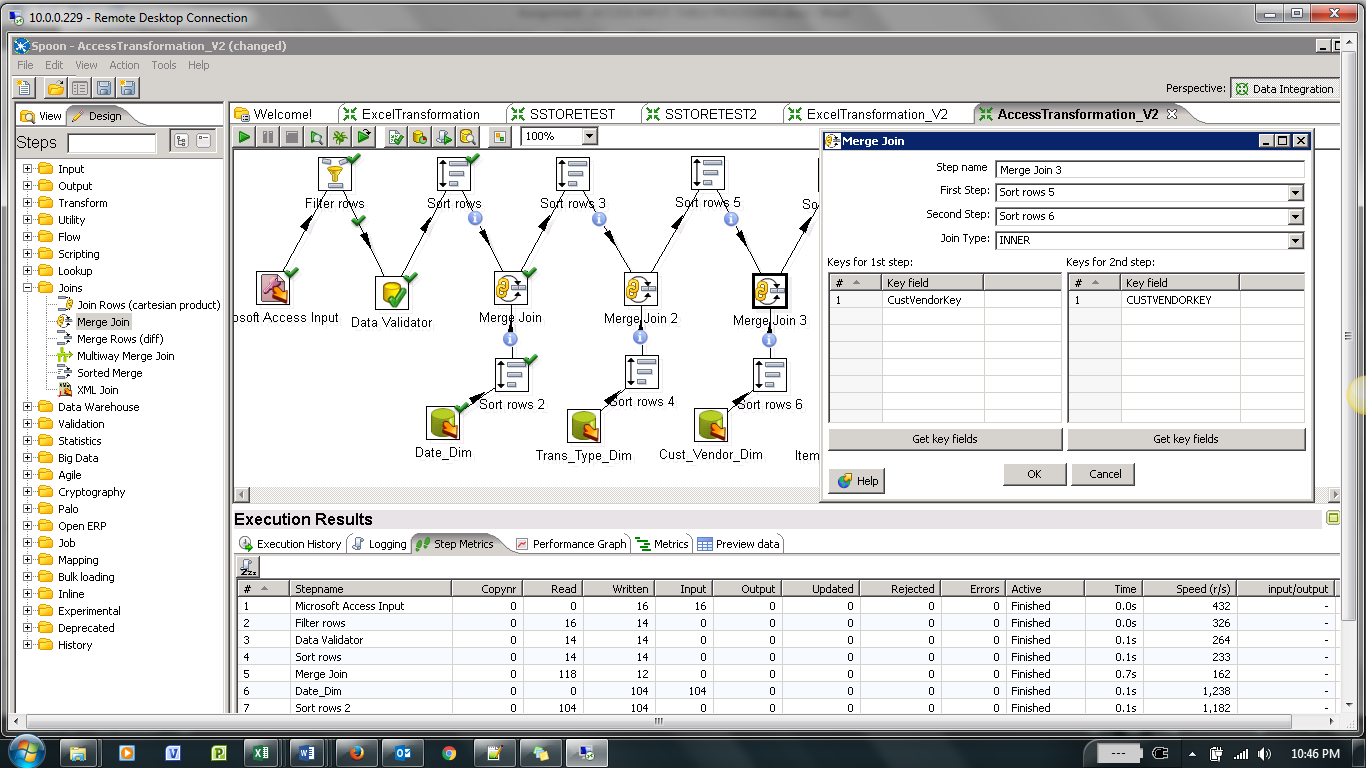 10.0.0.229 - Remote Desktop Connection
Spoon - AccessTransformation_V2 (changed)
File Edit View Action Tools Help
Perspective: Data Integration
View Design
Welcome! ExcelTransformation SSTORETEST SSTORETEST2 ExcelTransformation_V2 AccessTransformation_V2
Steps
100%
Input
Output
Transform
Utility
Flow
Scripting
Lookup
Joins
Join Rows (cartesian product)
Merge Join
Merge Rows (diff)
Multiway Merge Join
Sorted Merge
XML Join
Data Warehouse
Validation
Statistics
Big Data
Agile
Cryptography
Palo
Open ERP
Job
Mapping
Bulk loading
Inline
Experimental
Deprecated
History
Filter rows Sort rows Sort rows 3 Sort rows 5 So
osoft Access Input Data Validator Merge Join Merge Join 2 Merge Join 3
Sort rows 2 Sort rows 4 Sort rows 6
Date_Dim Trans_Type_Dim Cust_Vendor_Dim Item
Merge Join
Step name Merge Join 3
First Step: Sort rows 5
Second Step: Sort rows 6
Join Type: INNER
Keys for 1st step: Keys for 2nd step:
# Key field # Key field
1 CustVendorKey 1 CUSTVENDORKEY
Get key fields Get key fields
Help OK Cancel
Execution Results
Execution History Logging Step Metrics Performance Graph Metrics Preview data
# Stepname Copynr Read Written Input Output Updated Rejected Errors Active Time Speed (r/s) input/output
1 Microsoft Access Input 0 0 16 16 0 0 0 0 Finished 0.0s 432 -
2 Filter rows 0 16 14 0 0 0 0 0 Finished 0.0s 326 -
3 Data Validator 0 14 14 0 0 0 0 0 Finished 0.1s 264 -
4 Sort rows 0 14 14 0 0 0 0 0 Finished 0.1s 233 -
5 Merge Join 0 118 12 0 0 0 0 0 Finished 0.7s 162 -
6 Date_Dim 0 0 104 104 0 0 0 0 Finished 0.1s 1,238 -
7 Sort rows 2 0 104 104 0 0 0 0 0 Finished 0.1s 1,182 -
10:46 PM